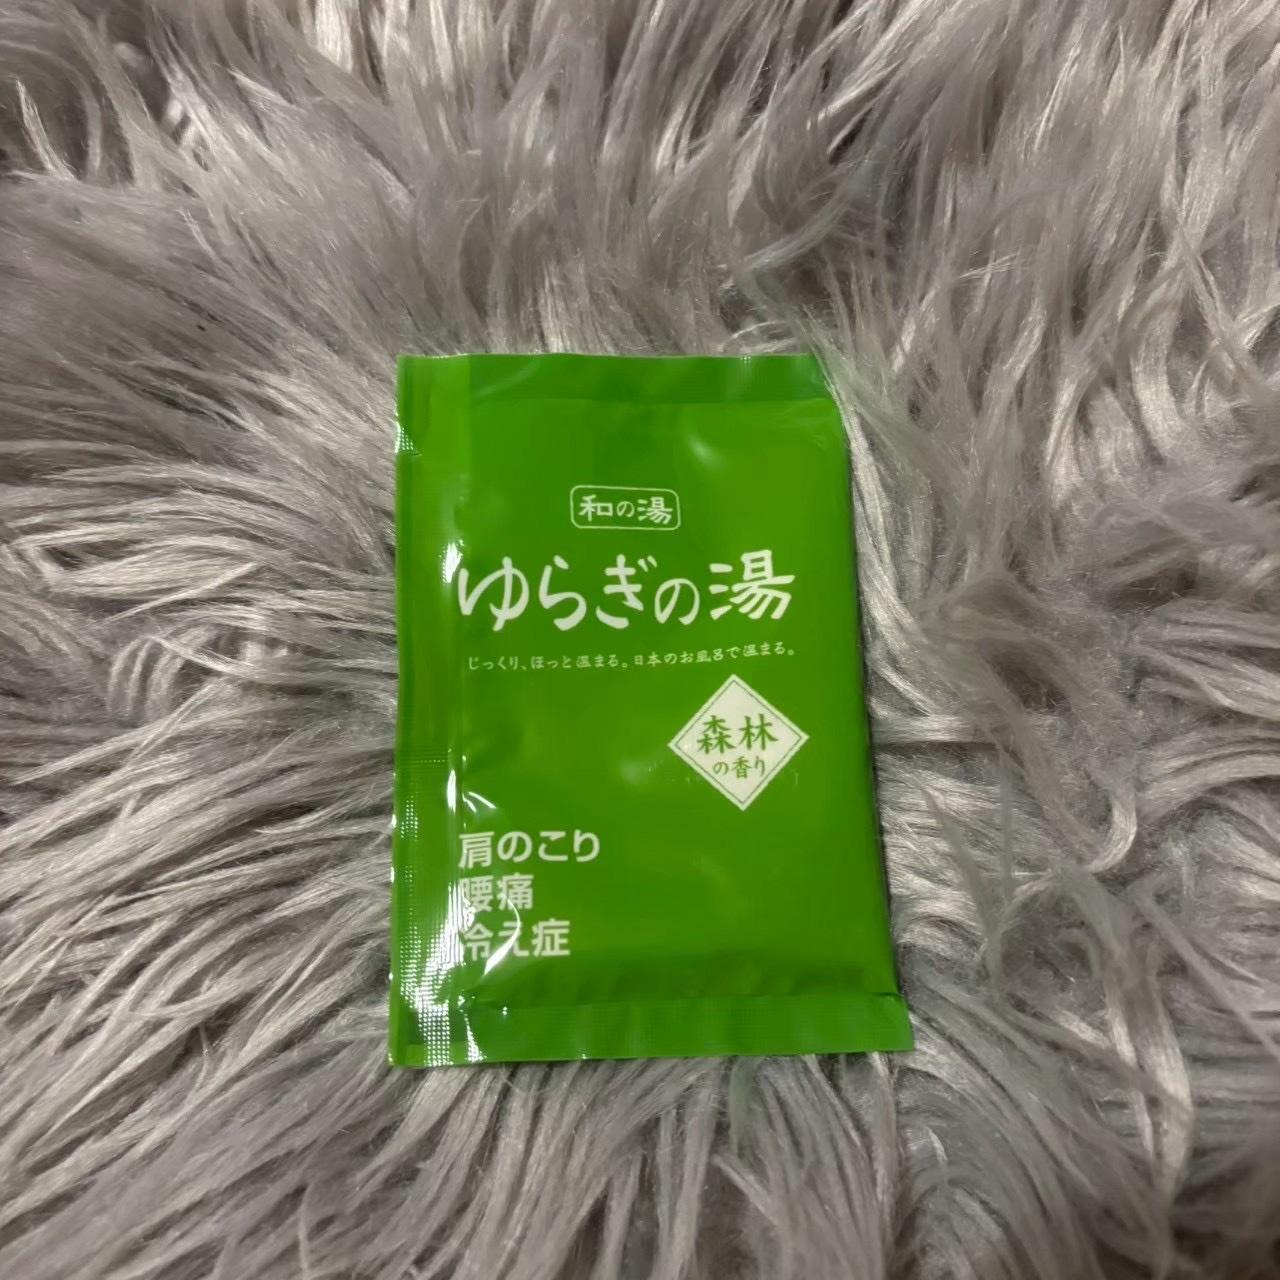 和の湯
ゆらぎの湯
じっくり、ほっと温まる。日本のお風呂で温まる。
森林
の香り
肩のこり
腰痛
冷え症